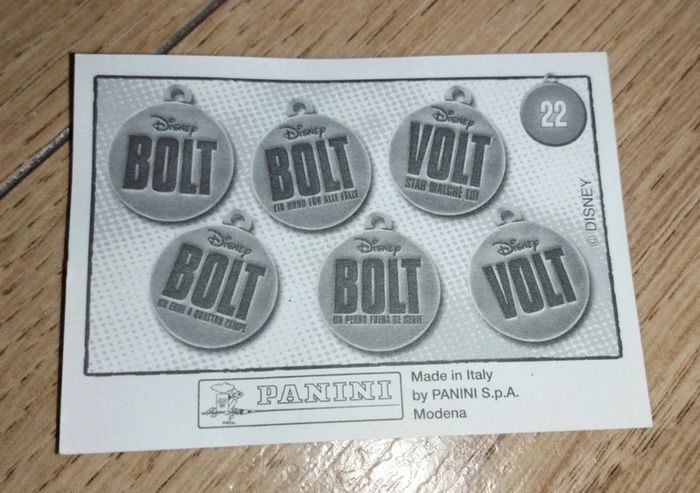 Disney
BOLT
Disney
BOLT
EIN HUND FÜR ALLE FÄLLE
Disney
VOLT
STAR MALGRÉ LUI
22
© DISNEY
Disney
BOLT
UN EROE A QUATTRO ZAMPE
Disney
BOLT
UN PERRO FUERA DE SERIE
Disney
VOLT
PANINI
Made in Italy
by PANINI S.p.A.
Modena